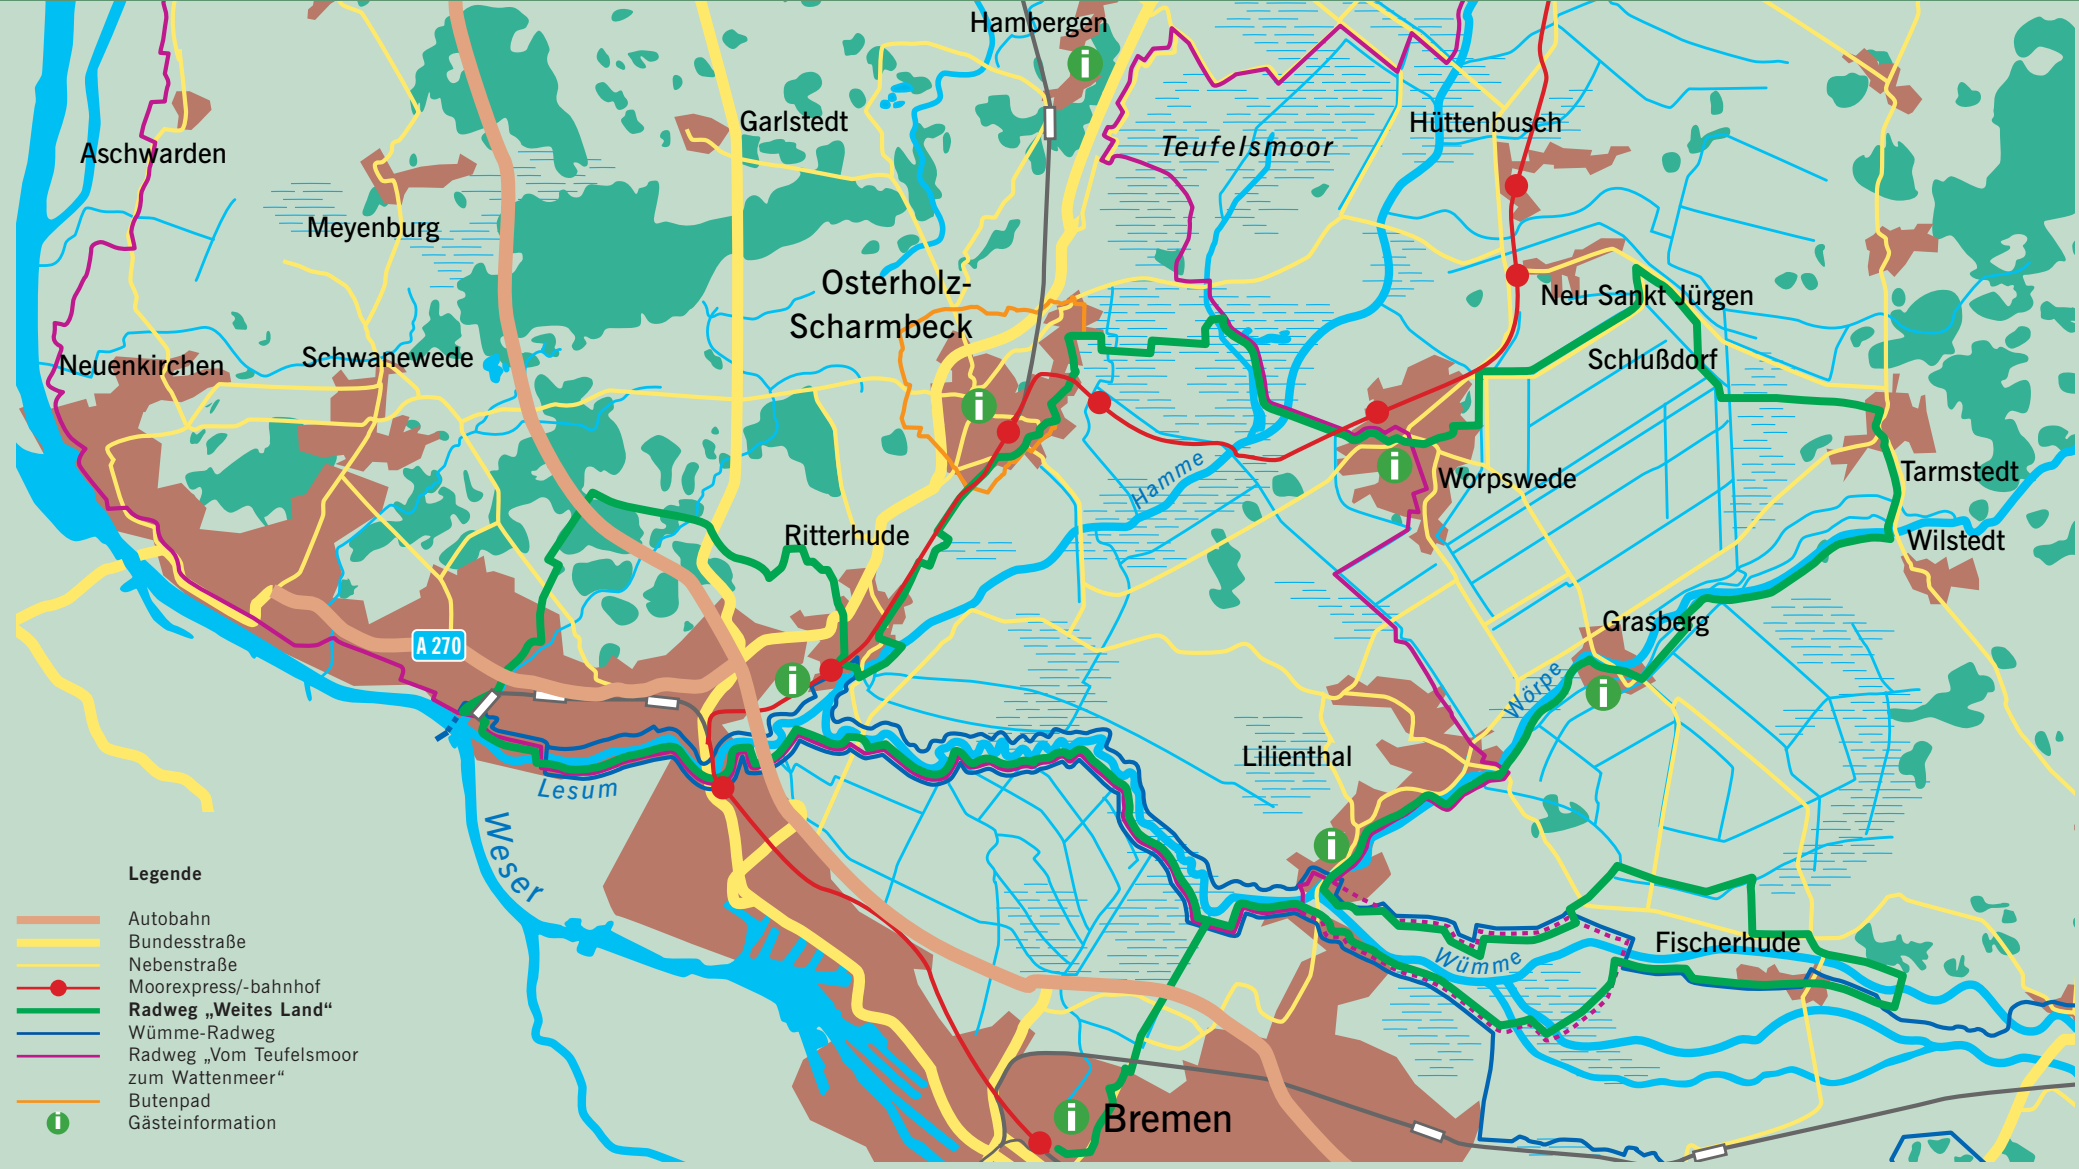 Hambergen
i
Garlstedt
Hüttenbusch
Teufelsmoor
Aschwarden
Meyenburg
Osterholz-
Scharmbeck
Neu Sankt Jürgen
Schlußdorf
Neuenkirchen
Schwanewede
i
Hamme
i
Worpswede
Tarmstedt
Ritterhude
Wilstedt
Grasberg
A 270
i
Wörpe
i
Lilienthal
Lesum
Weser
i
Wümme
Fischerhude
i
Bremen
Legende
Autobahn
Bundesstraße
Nebenstraße
Moorexpress/-bahnhof
Radweg „Weites Land“
Wümme-Radweg
Radweg „Vom Teufelsmoor
zum Wattenmeer“
Butenpad
i Gästeinformation